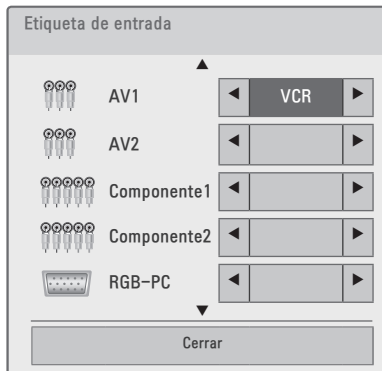 Etiqueta de entrada
AV1 VCR
AV2
Componente1
Componente2
RGB-PC
Cerrar